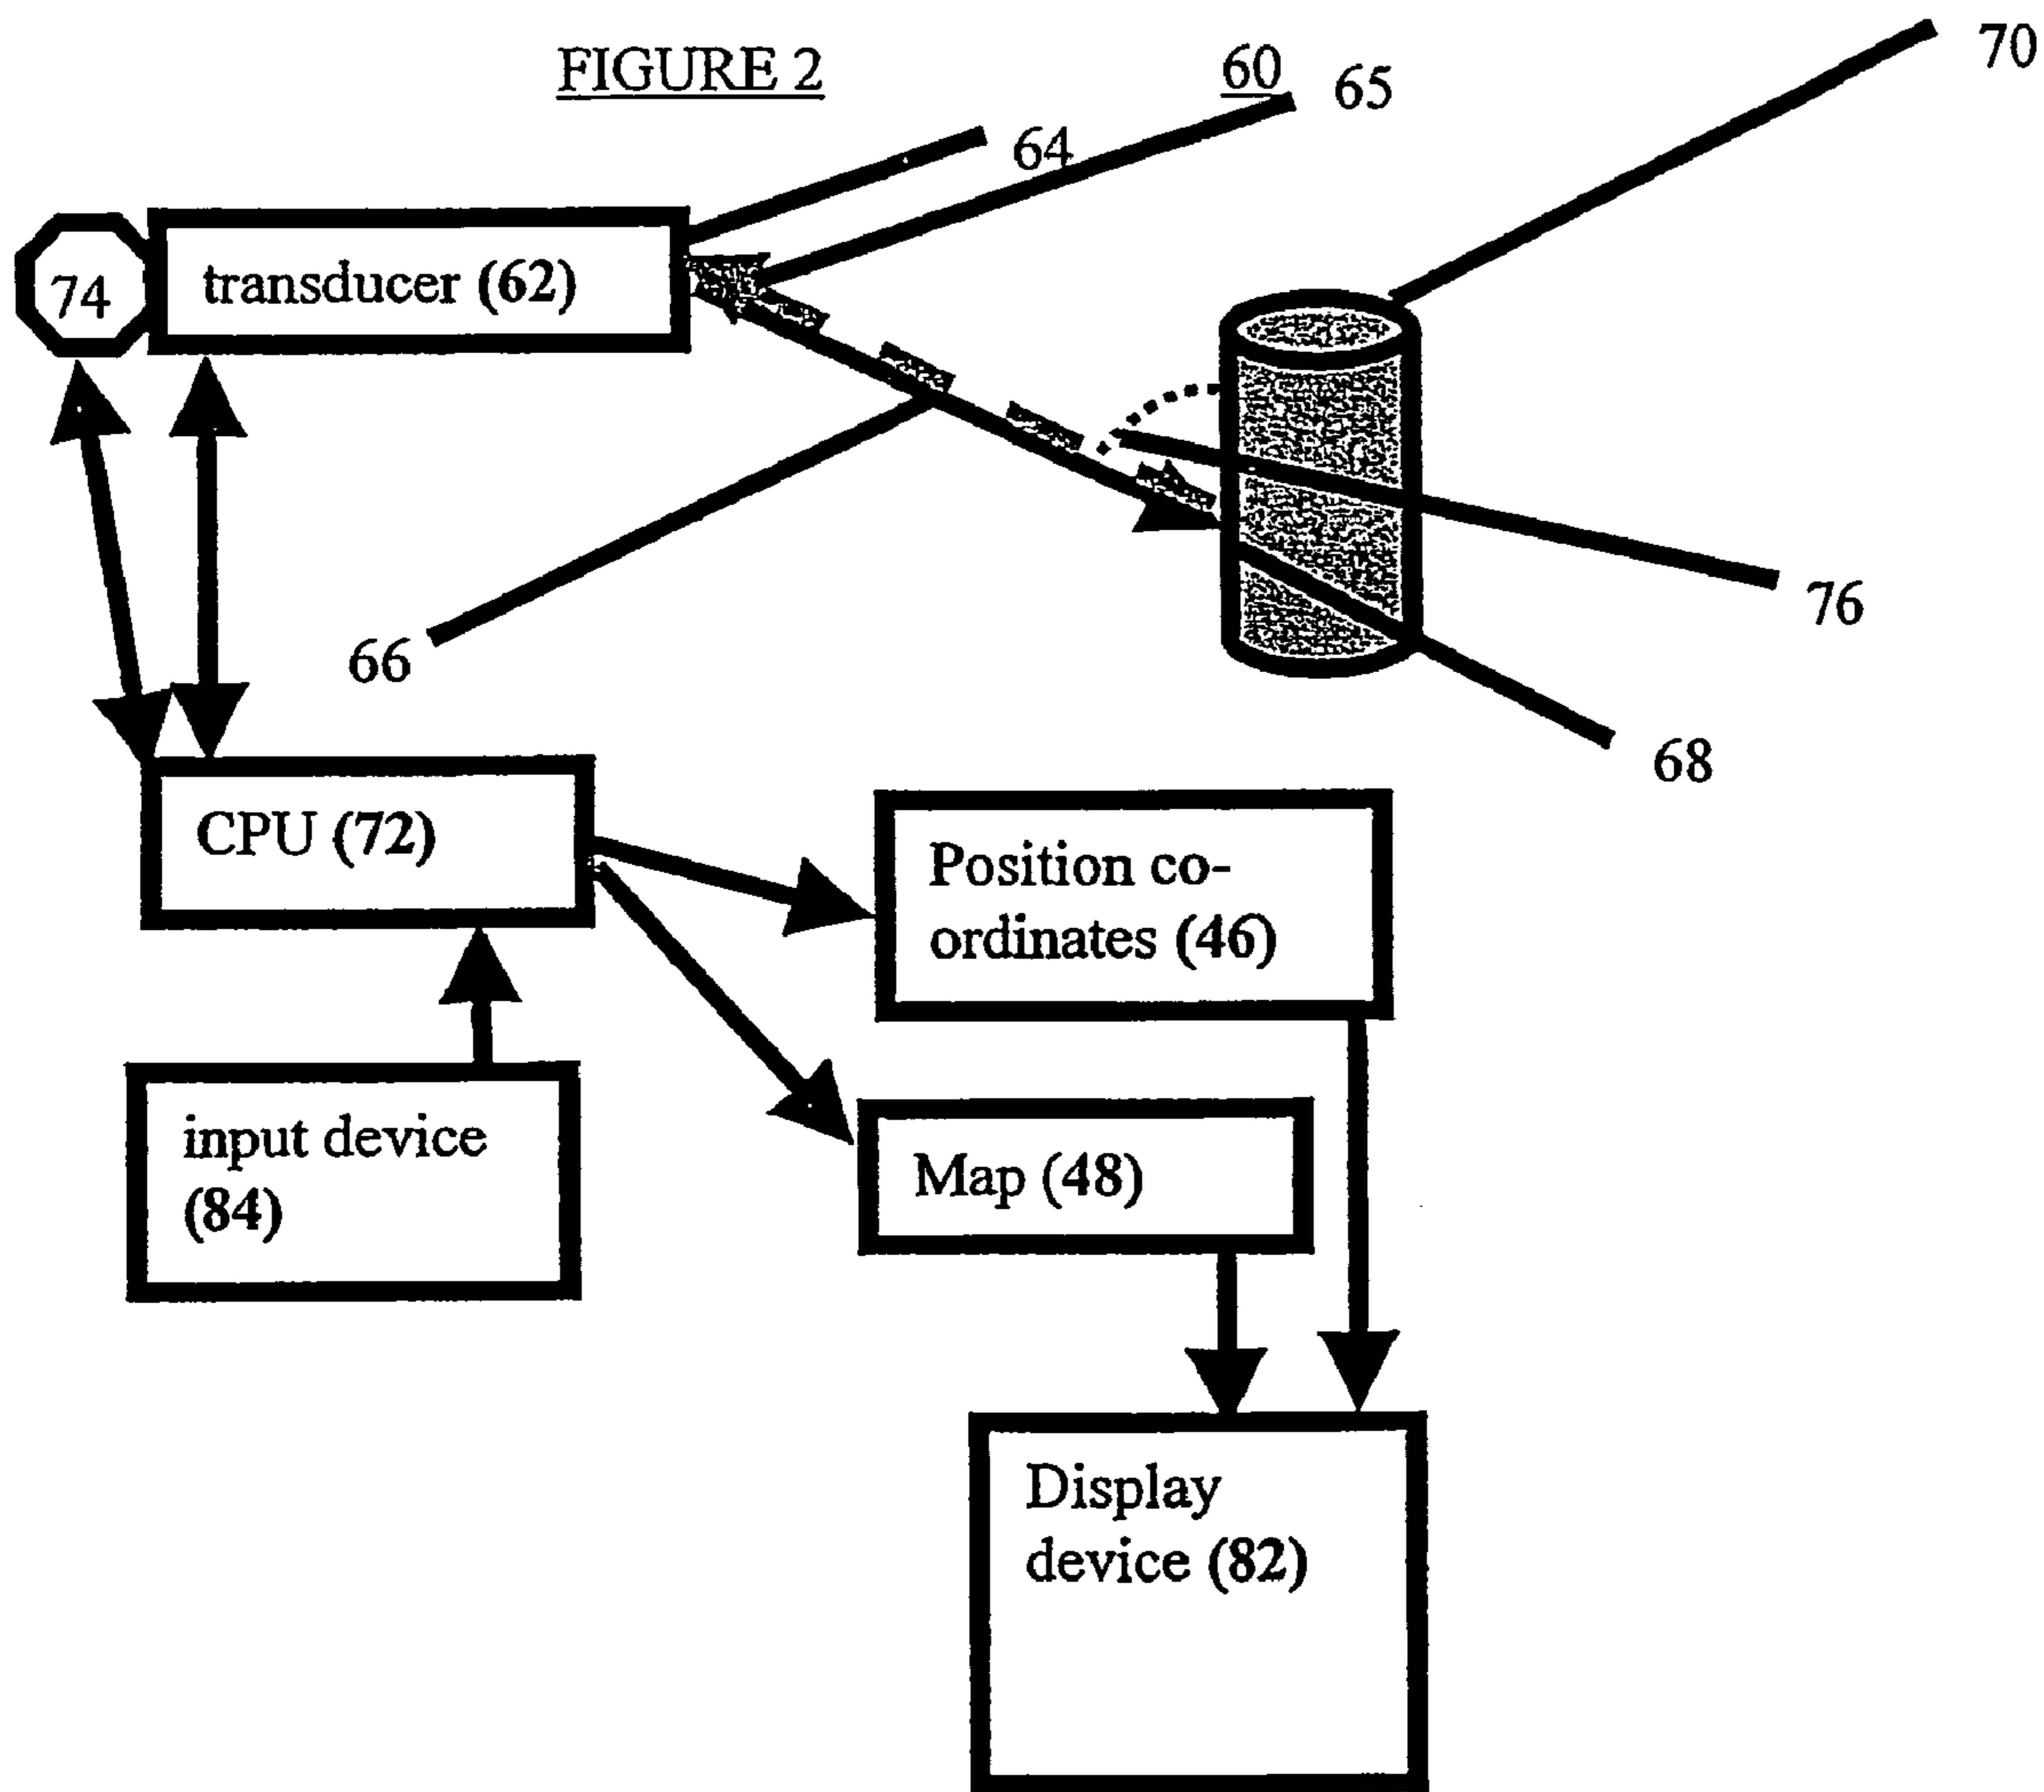 FIGURE 2
60
65
70
64
74
transducer (62)
66
76
68
CPU (72)
Position co-
ordinates (46)
input device
(84)
Map (48)
Display
device (82)